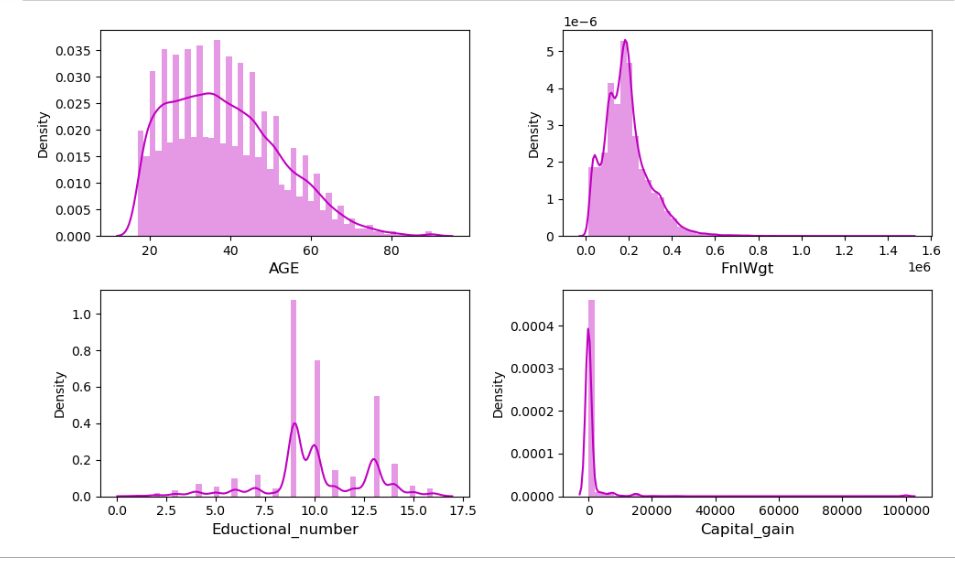 0.035
0.030
0.025
0.020
0.015
0.010
0.005
0.000
Density
20 40 60 80
AGE
1e−6
5
4
3
2
1
0
Density
0.0 0.2 0.4 0.6 0.8 1.0 1.2 1.4 1.6
FnlWgt 1e6
1.0
0.8
0.6
0.4
0.2
0.0
Density
0.0 2.5 5.0 7.5 10.0 12.5 15.0 17.5
Eductional_number
0.0004
0.0003
0.0002
0.0001
0.0000
Density
0 20000 40000 60000 80000 100000
Capital_gain